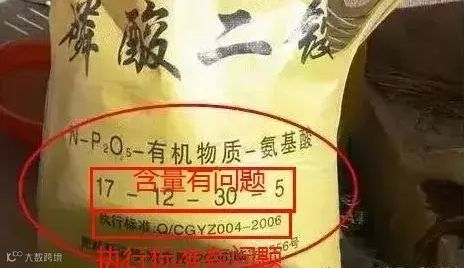 磷酸二铵
N-P₂O₅-有机物质-氨基酸
含量有问题
17-12-30-5
执行标准:Q/CGYZ004-2006
执行标准有问题
大数跨境